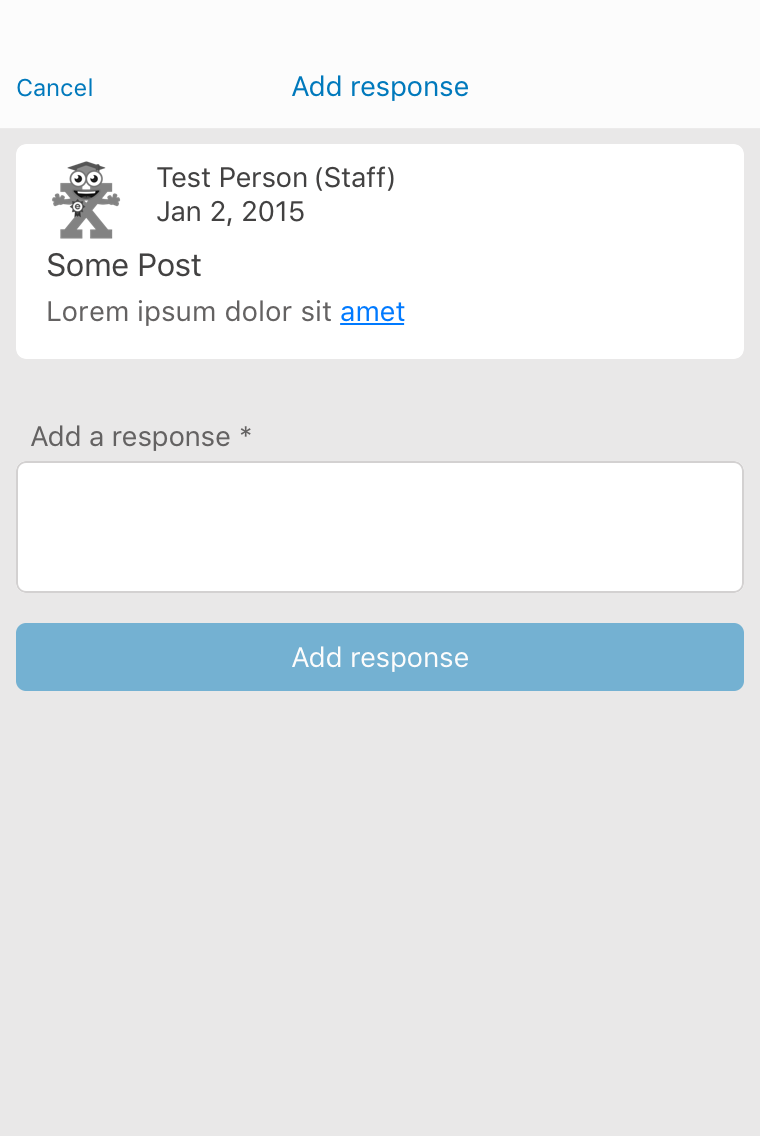 Cancel
Add response
Test Person (Staff)
Jan 2, 2015
Some Post
Lorem ipsum dolor sit amet
Add a response *
Add response